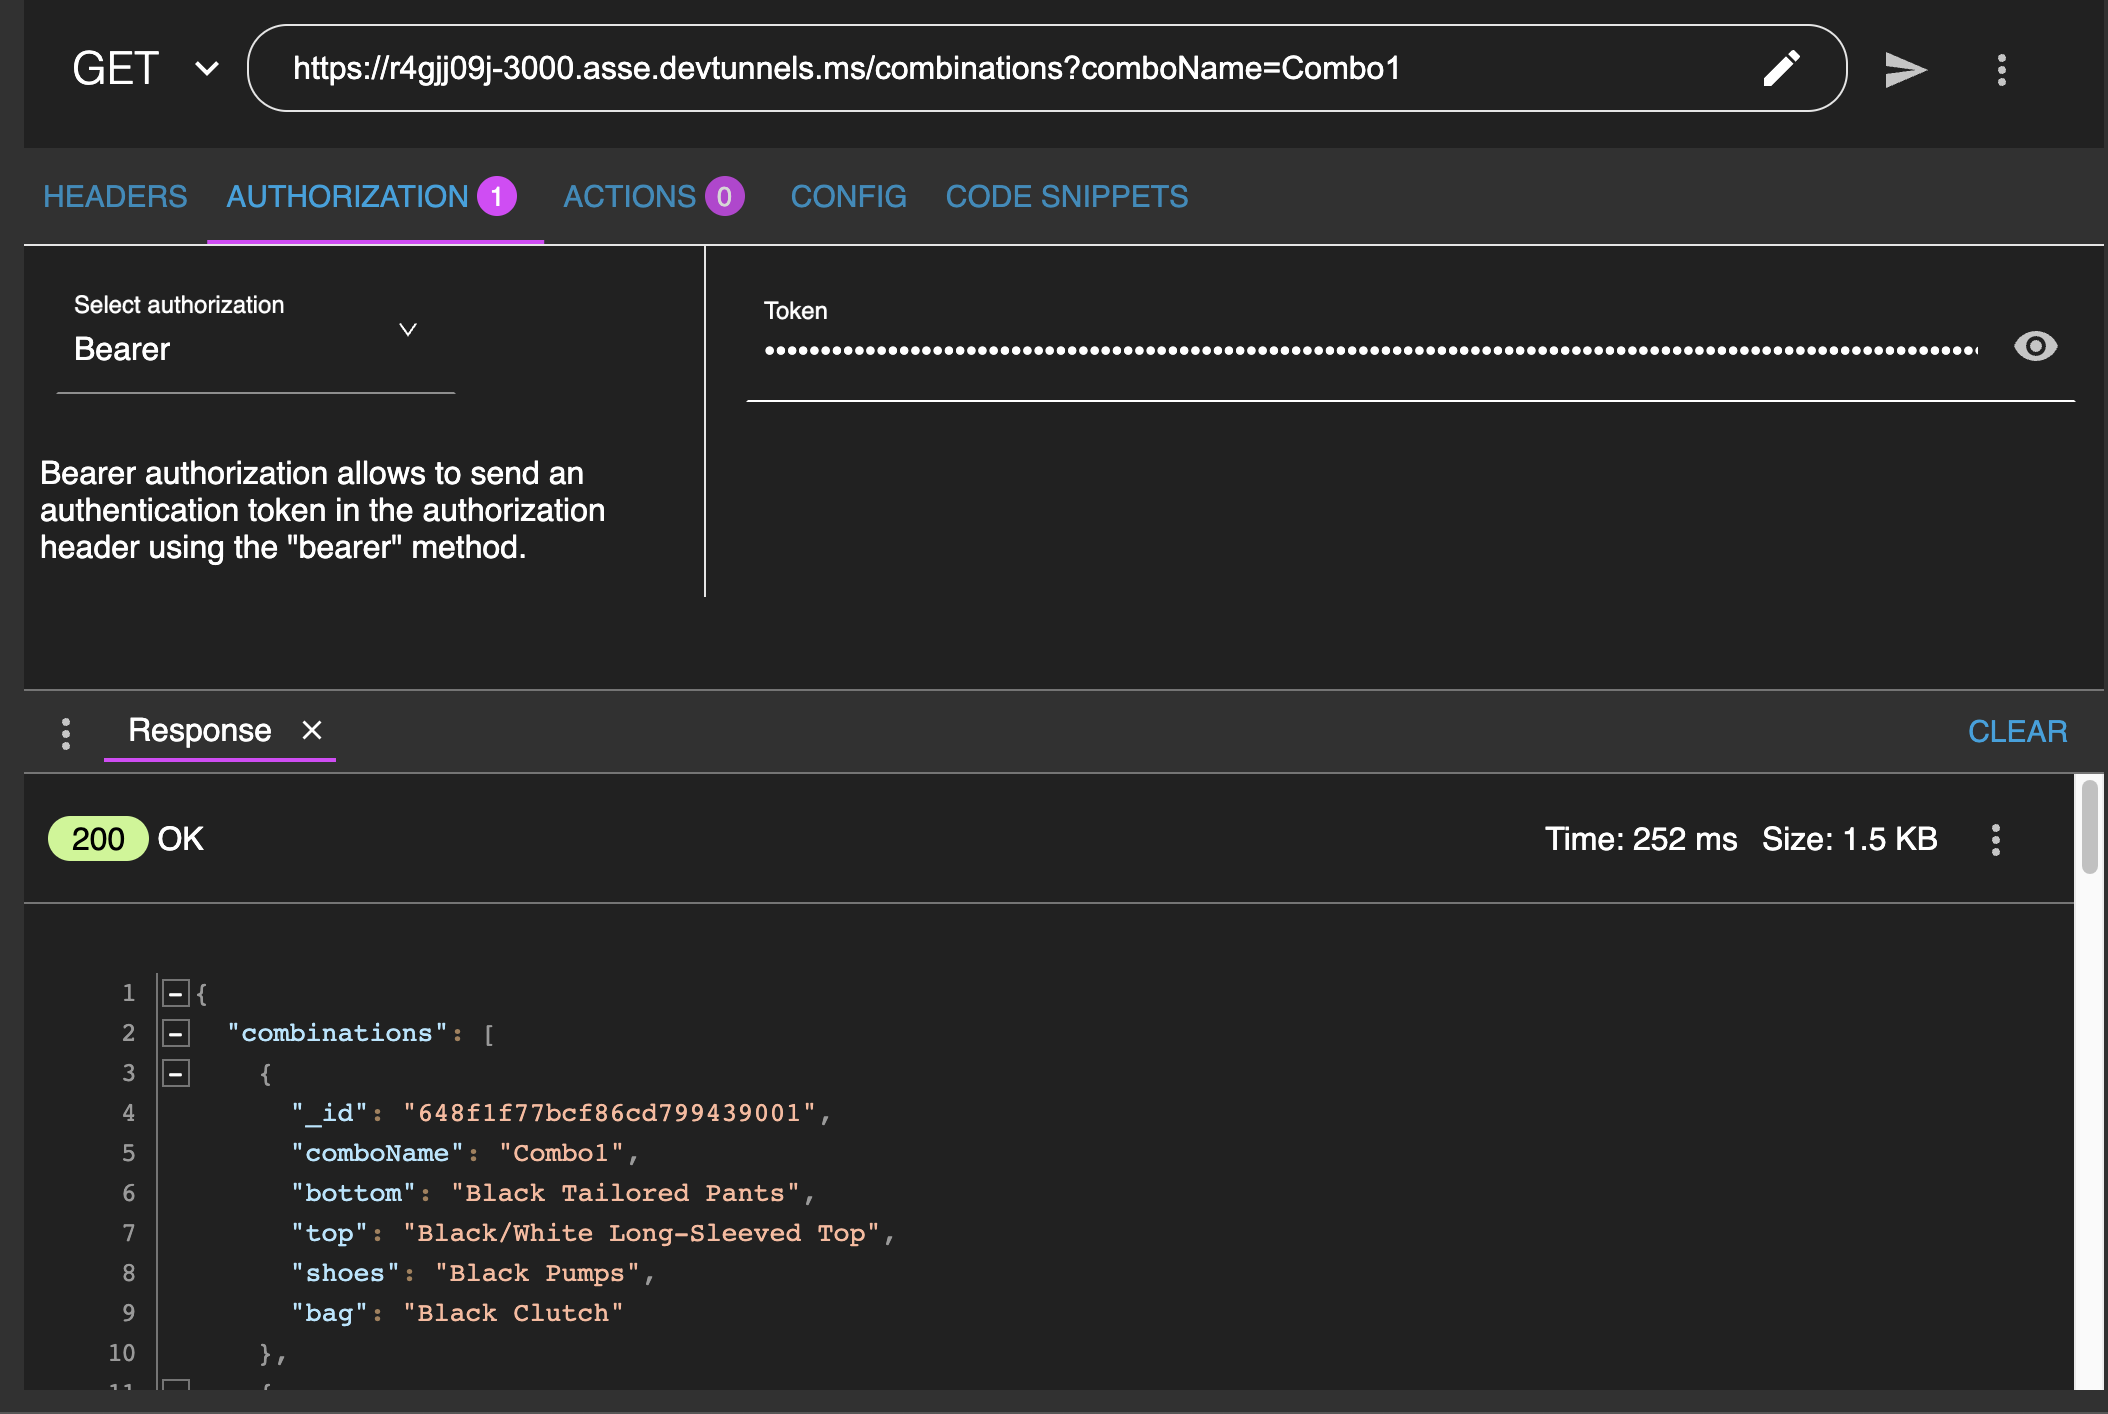 GET https://r4gjj09j-3000.asse.devtunnels.ms/combinations?comboName=Combo1
HEADERS AUTHORIZATION 1 ACTIONS 0 CONFIG CODE SNIPPETS
Select authorization
Bearer
Bearer authorization allows to send an
authentication token in the authorization
header using the "bearer" method.
Token
Response CLEAR
200 OK Time: 252 ms Size: 1.5 KB
1 {
2 "combinations": [
3 {
4 "_id": "648f1f77bcf86cd799439001",
5 "comboName": "Combo1",
6 "bottom": "Black Tailored Pants",
7 "top": "Black/White Long-Sleeved Top",
8 "shoes": "Black Pumps",
9 "bag": "Black Clutch"
10 },